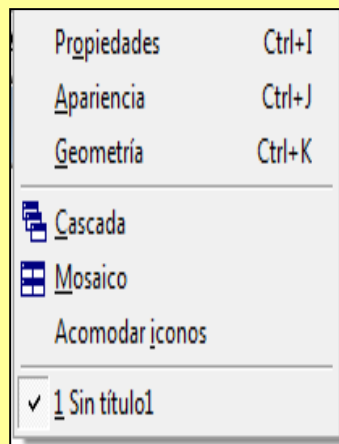 Propiedades Ctrl+I
Apariencia Ctrl+J
Geometría Ctrl+K
Cascada
Mosaico
Acomodar iconos
1 Sin título1